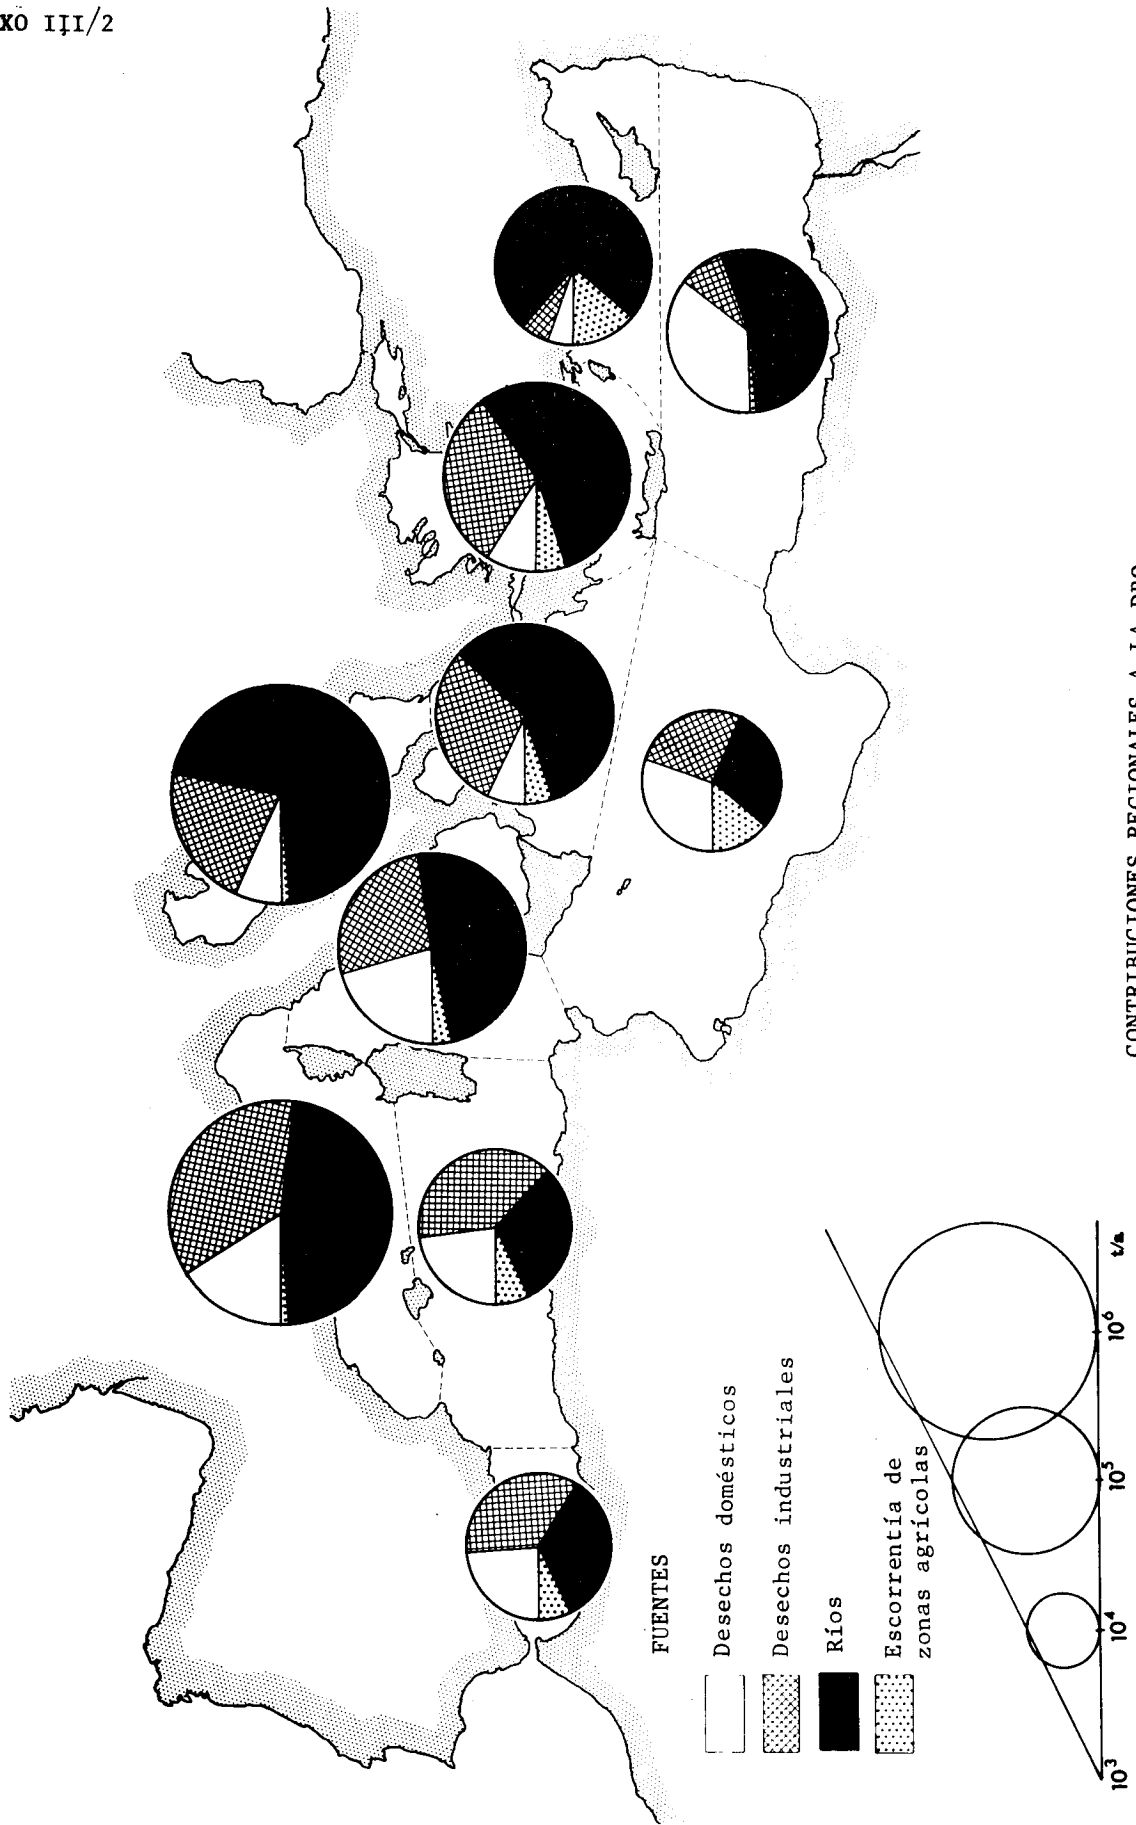 XO III/2
FUENTES
Desechos domésticos
Desechos industriales
Ríos
Escorrentía de
zonas agrícolas
10³ 10⁴ 10⁵ 10⁶ t/a
CONTRIBUCIONES REGIONALES A LA DBO